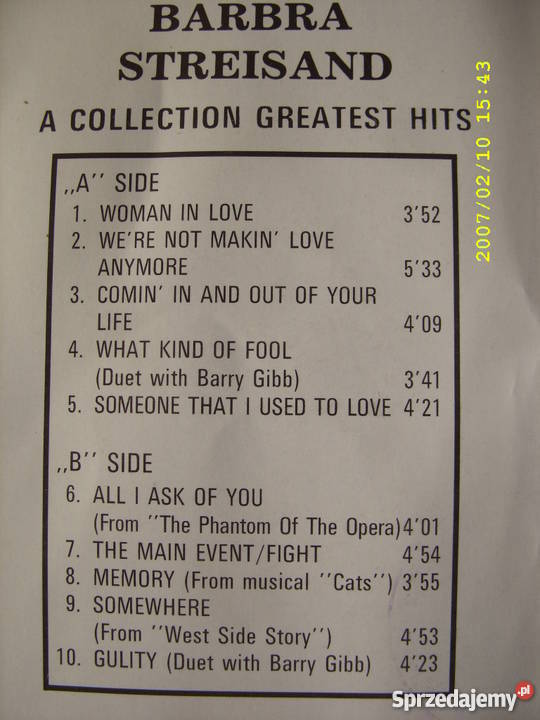 BARBRA
STREISAND
A COLLECTION GREATEST HITS
„A'' SIDE
1. WOMAN IN LOVE 3'52
2. WE'RE NOT MAKIN' LOVE
ANYMORE 5'33
3. COMIN' IN AND OUT OF YOUR
LIFE 4'09
4. WHAT KIND OF FOOL
(Duet with Barry Gibb) 3'41
5. SOMEONE THAT I USED TO LOVE 4'21
„B'' SIDE
6. ALL I ASK OF YOU
(From ''The Phantom Of The Opera) 4'01
7. THE MAIN EVENT/FIGHT 4'54
8. MEMORY (From musical ''Cats'') 3'55
9. SOMEWHERE
(From ''West Side Story'') 4'53
10. GULITY (Duet with Barry Gibb) 4'23
2007/02/10 15:43
Sprzedajemy.pl